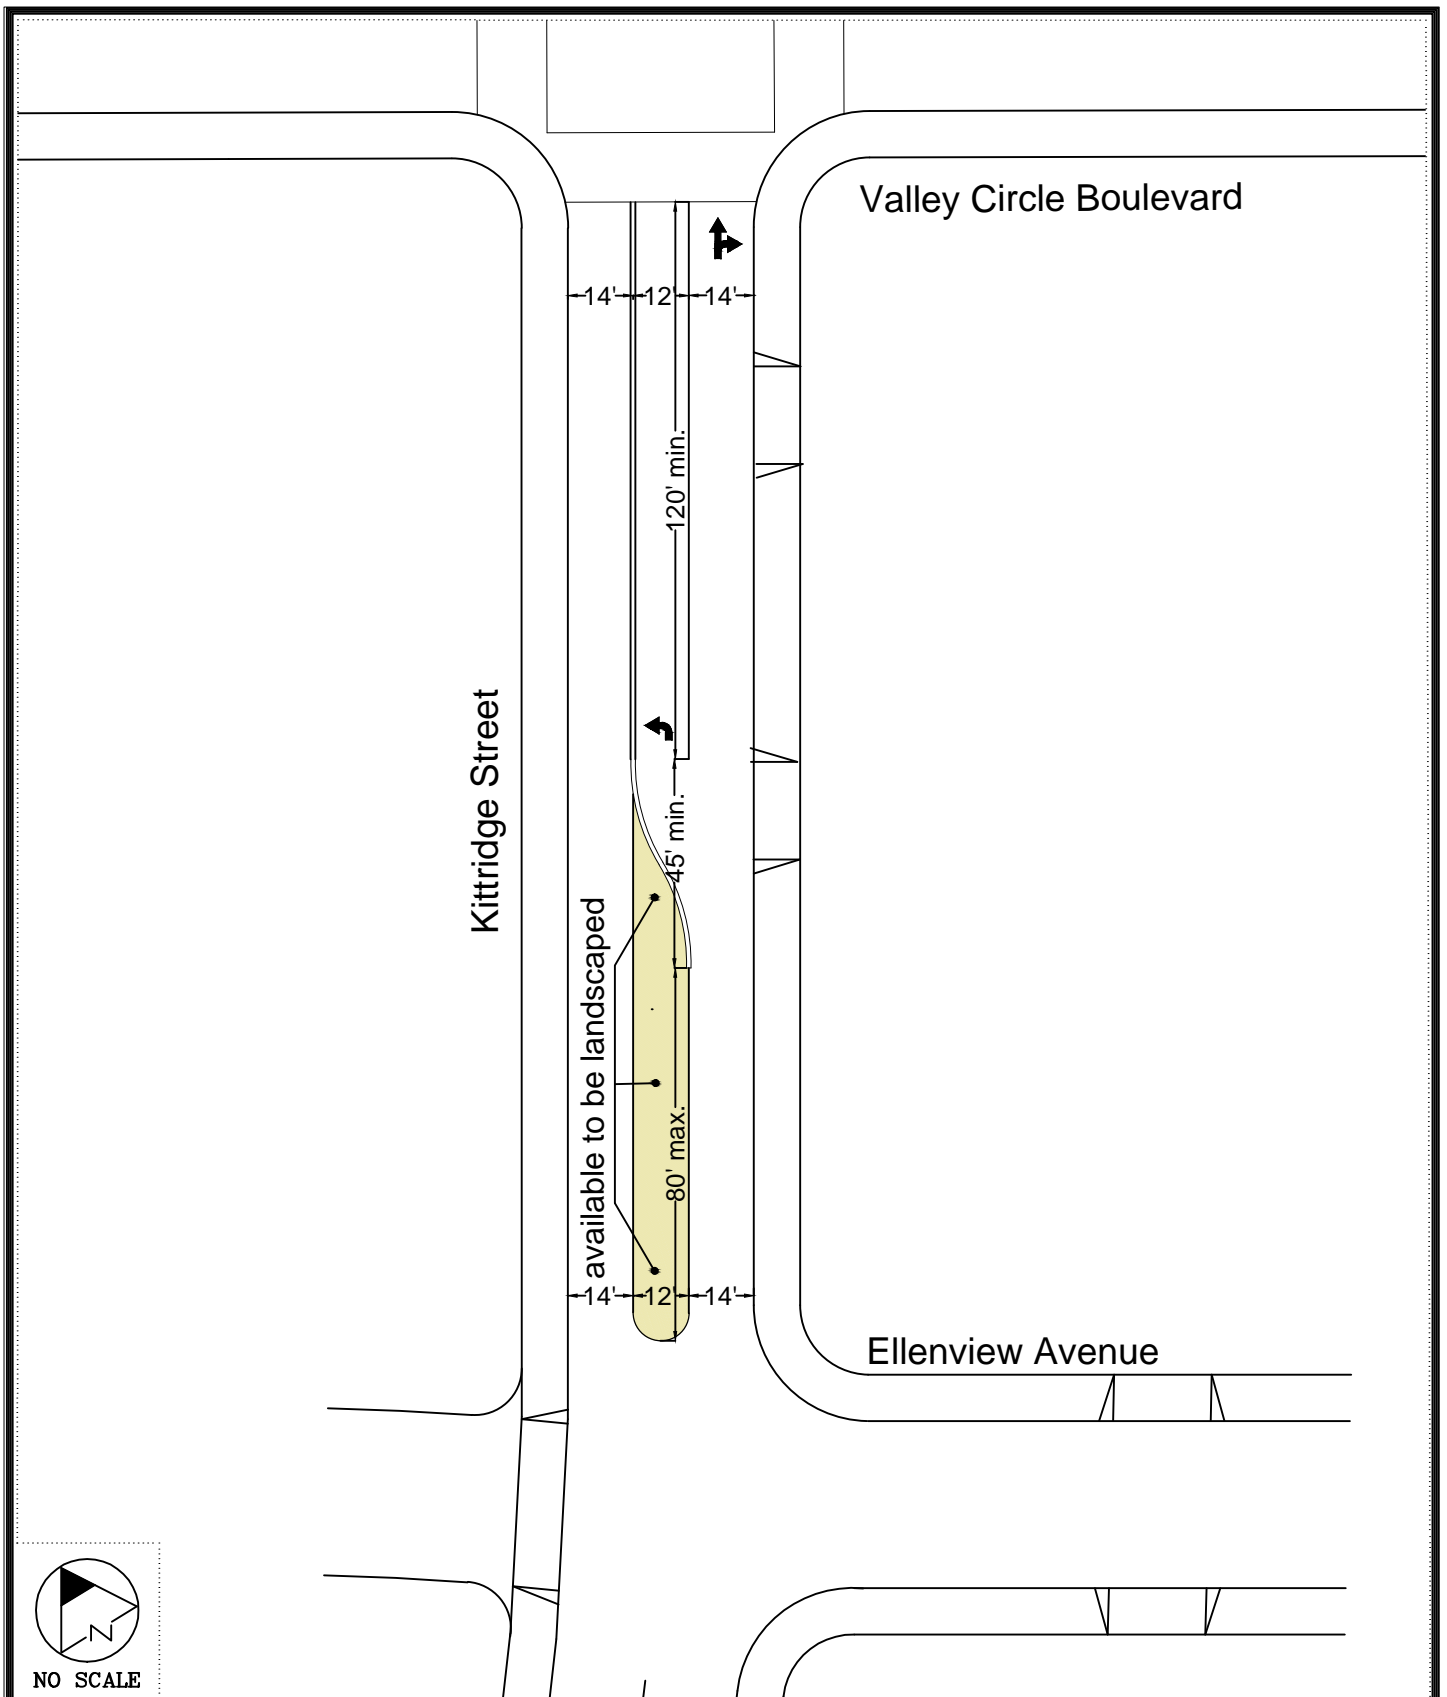 Valley Circle Boulevard
14' 12' 14'
120' min.
Kittridge Street
45' min.
available to be landscaped
80' max.
14' 12' 14'
Ellenview Avenue
N
NO SCALE